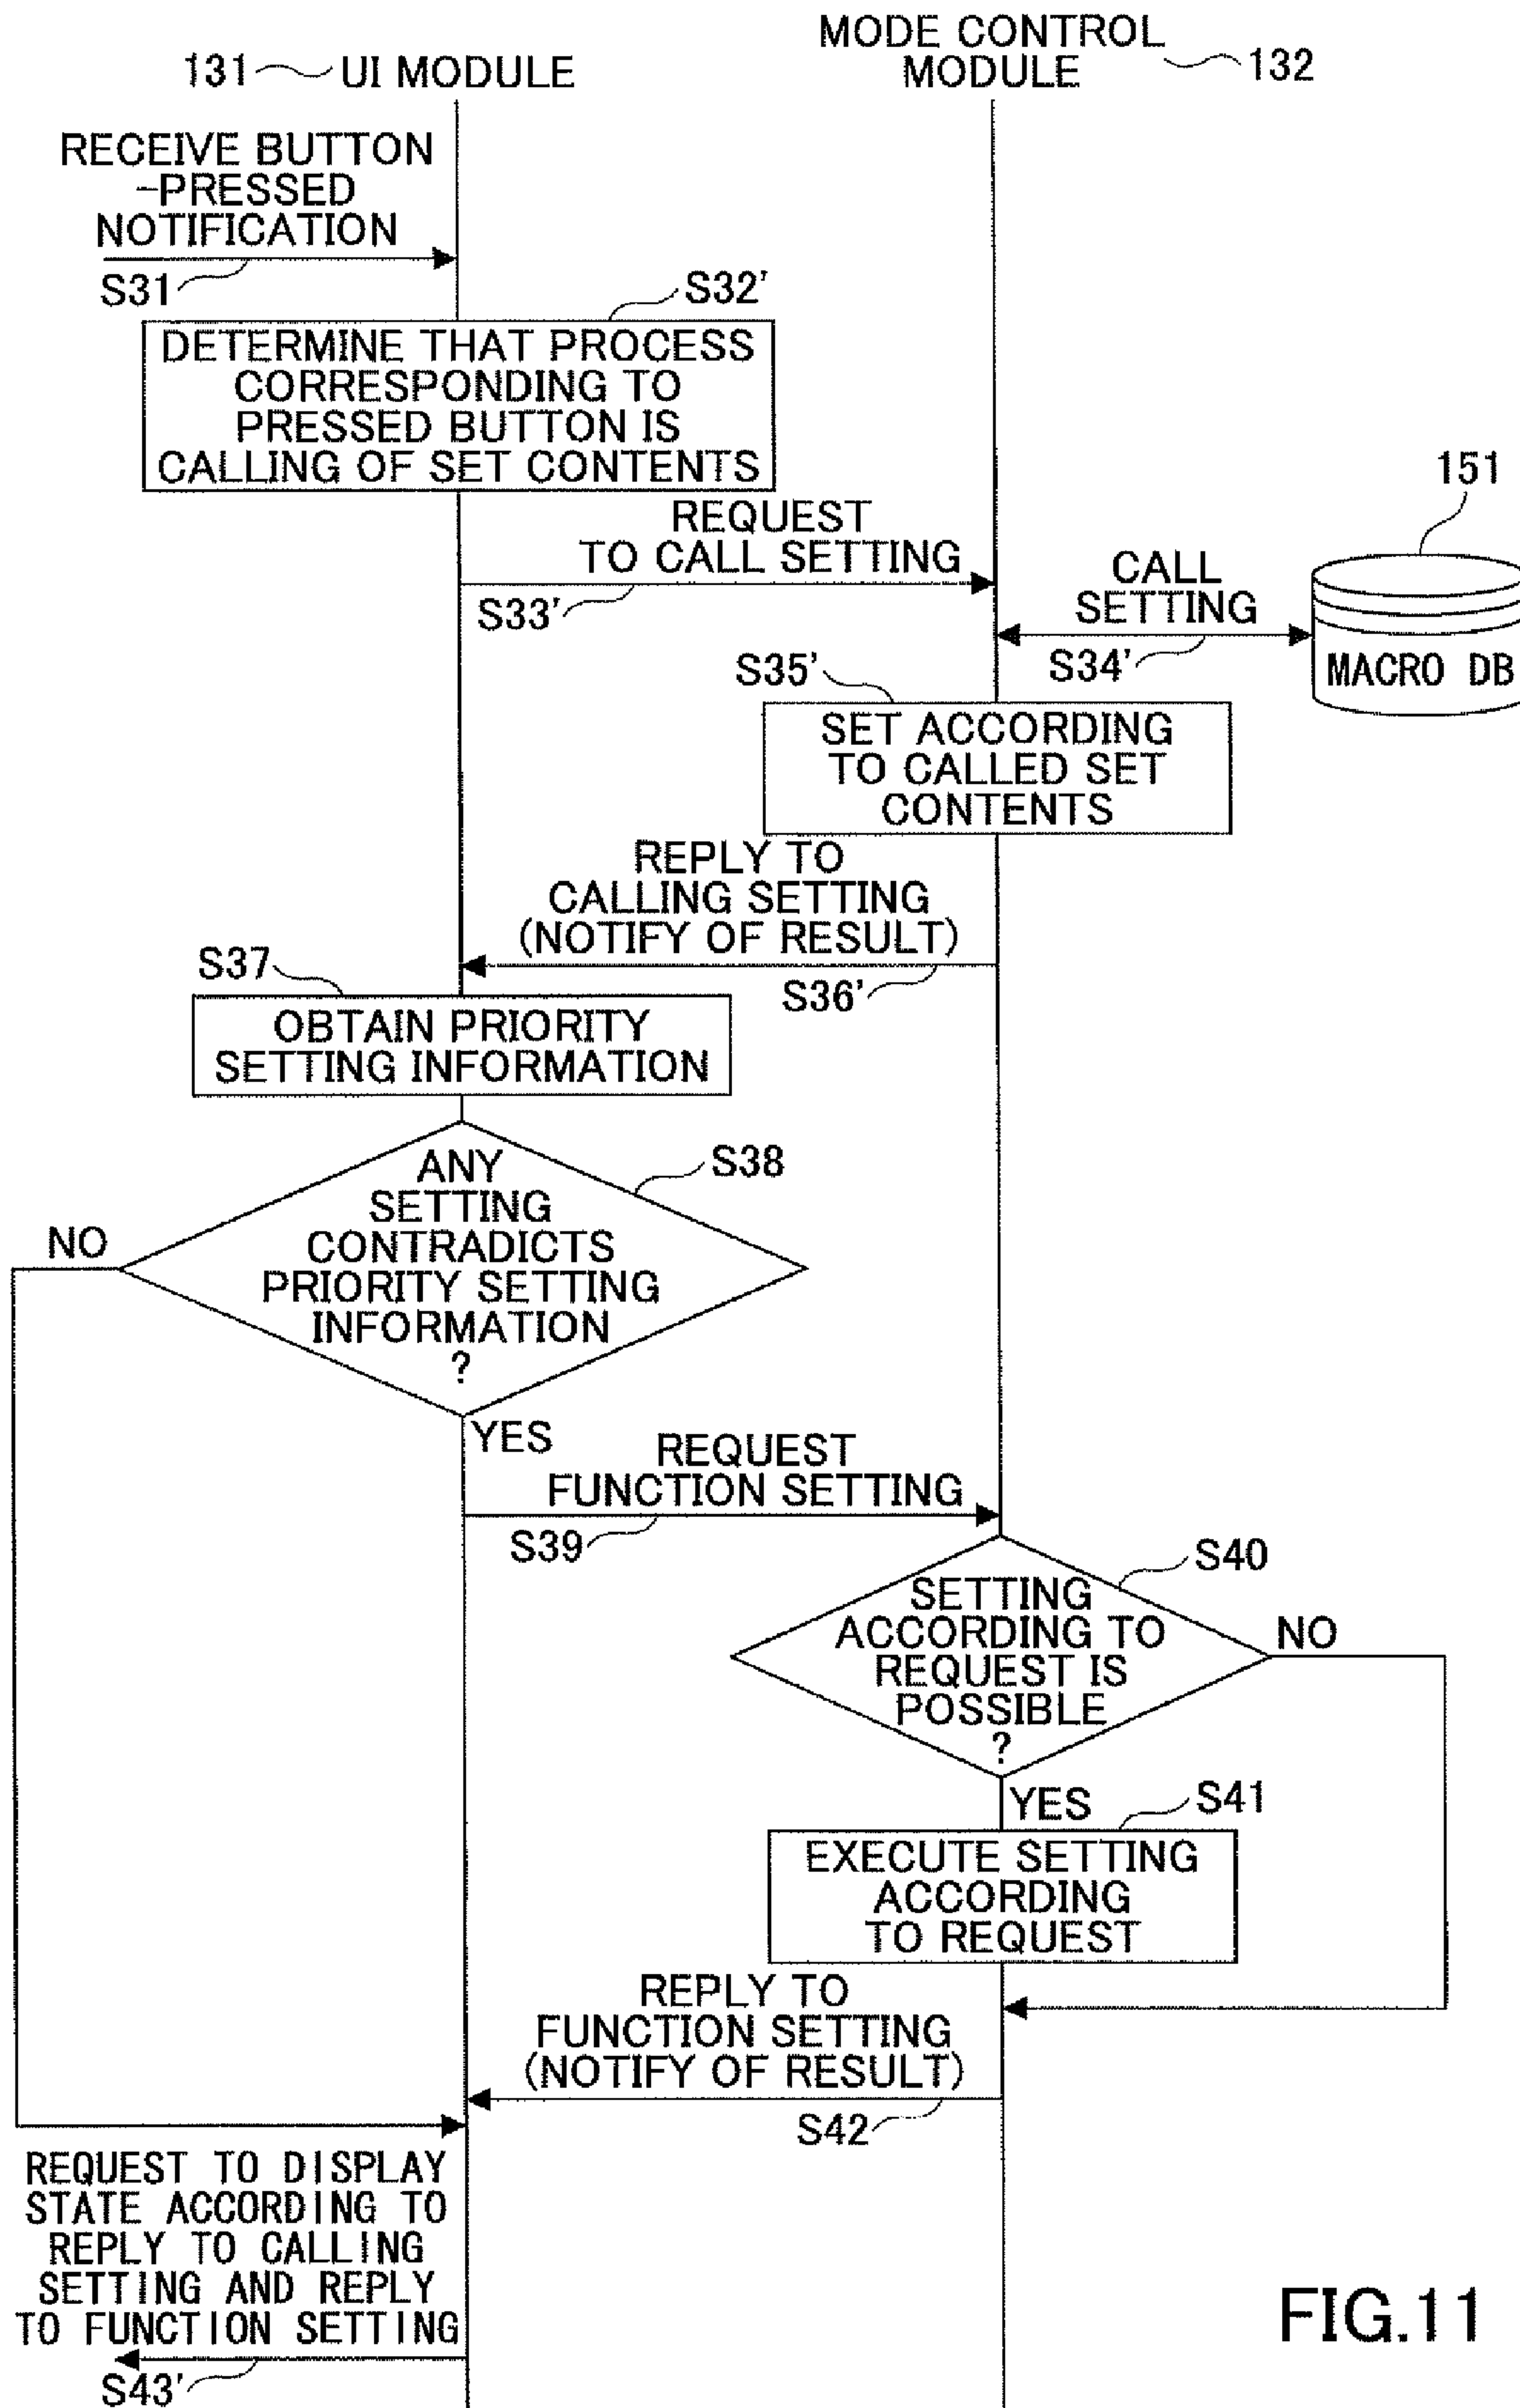 131 UI MODULE
MODE CONTROL
MODULE 132
RECEIVE BUTTON
-PRESSED
NOTIFICATION
S31
S32'
DETERMINE THAT PROCESS
CORRESPONDING TO
PRESSED BUTTON IS
CALLING OF SET CONTENTS
REQUEST
TO CALL SETTING
S33'
151
CALL
SETTING
S34'
MACRO DB
S35'
SET ACCORDING
TO CALLED SET
CONTENTS
REPLY TO
CALLING SETTING
(NOTIFY OF RESULT)
S36'
S37
OBTAIN PRIORITY
SETTING INFORMATION
S38
ANY
SETTING
CONTRADICTS
PRIORITY SETTING
INFORMATION
?
NO
YES
REQUEST
FUNCTION SETTING
S39
S40
SETTING
ACCORDING TO
REQUEST IS
POSSIBLE
?
NO
YES
S41
EXECUTE SETTING
ACCORDING
TO REQUEST
REPLY TO
FUNCTION SETTING
(NOTIFY OF RESULT)
S42
REQUEST TO DISPLAY
STATE ACCORDING TO
REPLY TO CALLING
SETTING AND REPLY
TO FUNCTION SETTING
S43'
FIG.11